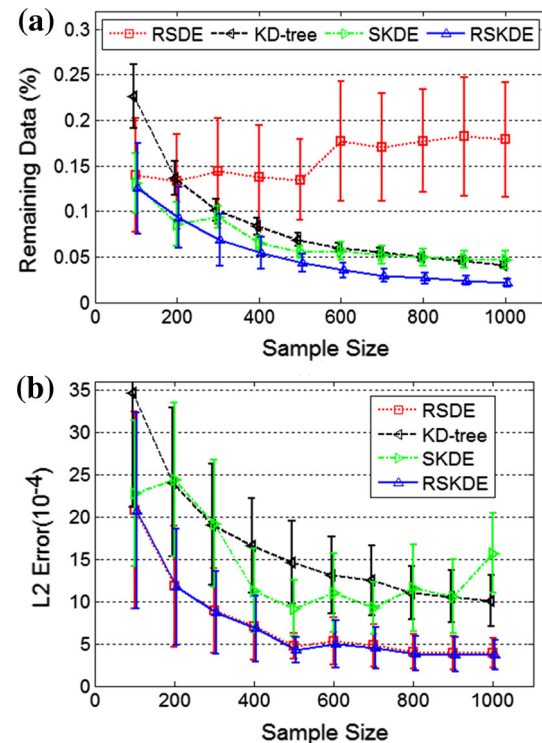 (a)
0.3
RSDE KD-tree SKDE RSKDE
0.25
0.2
0.15
0.1
0.05
0
Remaining Data (%)
0 200 400 600 800 1000
Sample Size
(b)
35
30
25
20
15
10
5
0
L2 Error(10-4)
RSDE
KD-tree
SKDE
RSKDE
0 200 400 600 800 1000
Sample Size